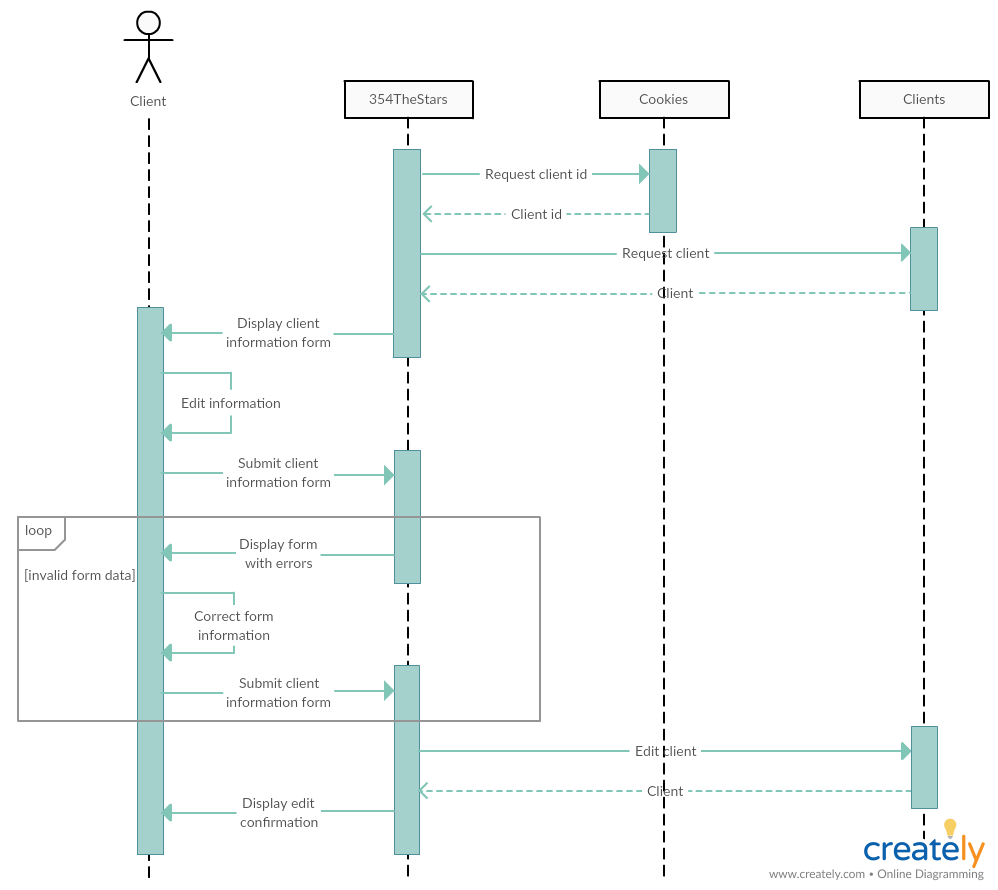 Client
354TheStars
Cookies
Clients
Request client id
Client id
Request client
Client
Display client
information form
Edit information
Submit client
information form
loop
[invalid form data]
Display form
with errors
Correct form
information
Submit client
information form
Edit client
Client
Display edit
confirmation
creately
www.creately.com • Online Diagramming